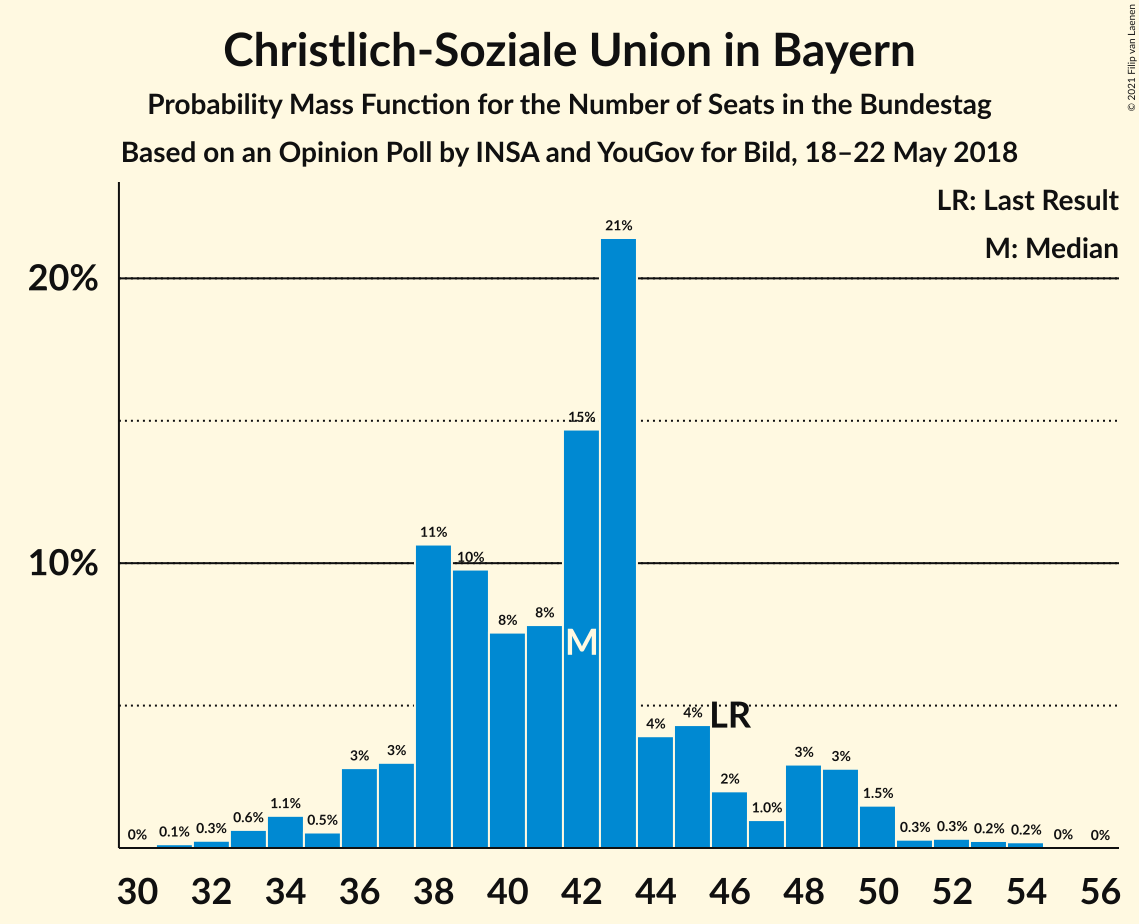 Christlich-Soziale Union in Bayern
Probability Mass Function for the Number of Seats in the Bundestag
Based on an Opinion Poll by INSA and YouGov for Bild, 18–22 May 2018
© 2021 Filip van Laenen
LR: Last Result
M: Median
20%
10%
0% 0.1% 0.3% 0.6% 1.1% 0.5% 3% 3% 11% 10% 8% 8% 15% 21% 4% 4% 2% 1.0% 3% 3% 1.5% 0.3% 0.3% 0.2% 0.2% 0% 0%
M
LR
30 32 34 36 38 40 42 44 46 48 50 52 54 56